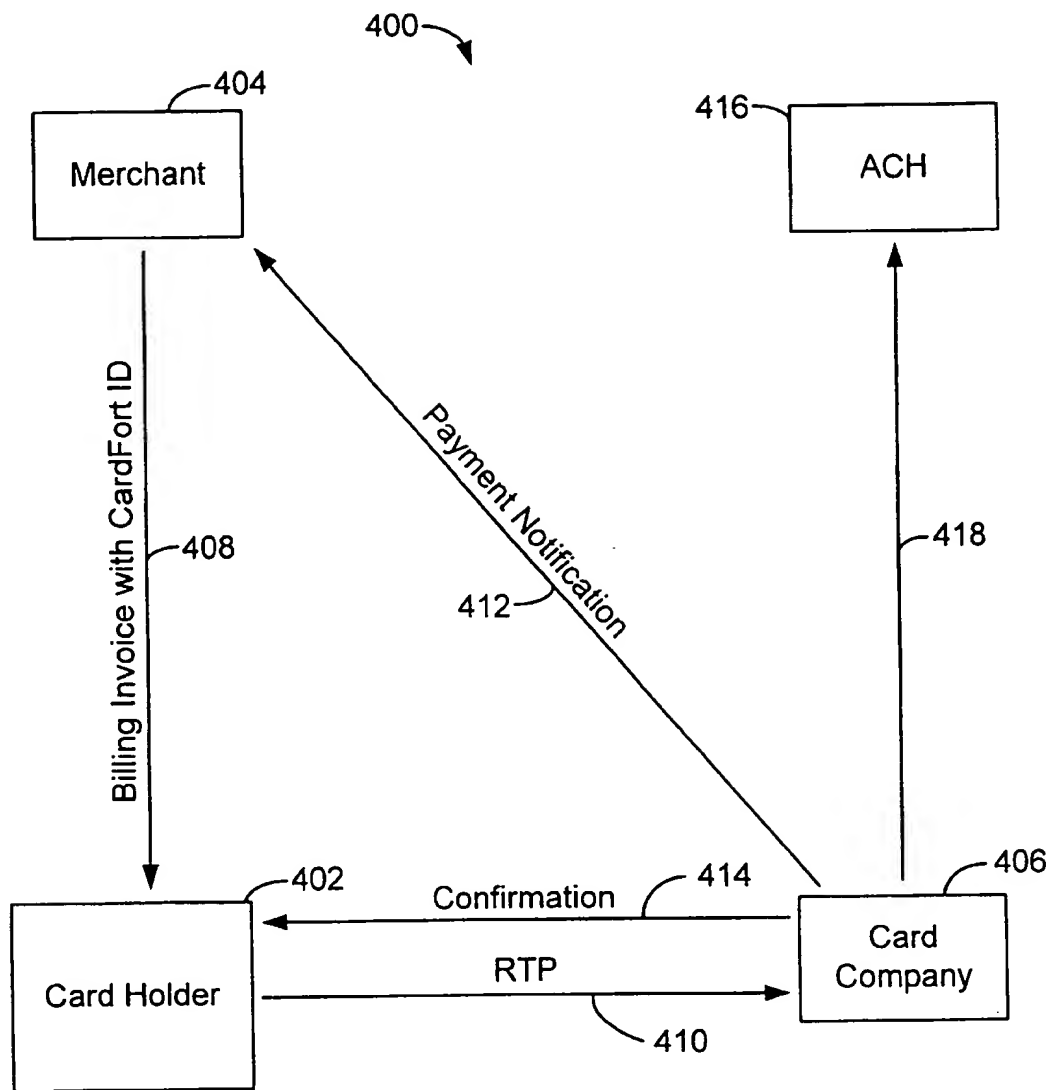 400
404
Merchant
416
ACH
Billing Invoice with CardFort ID
408
Payment Notification
412
418
402
Card Holder
Confirmation
414
RTP
410
406
Card
Company